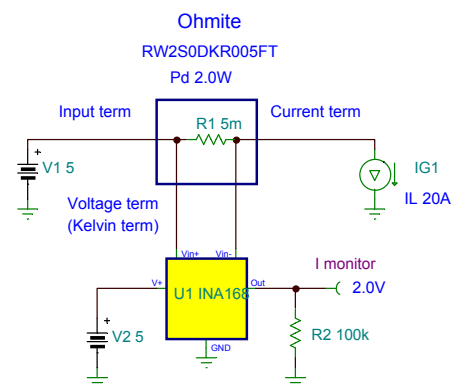 Ohmite
RW2S0DKR005FT
Pd 2.0W
Input term
Current term
R1 5m
+
V1 5
IG1
IL 20A
Voltage term
(Kelvin term)
Vin+ Vin-
I monitor
V+
U1 INA168
Out
2.0V
+
V2 5
GND
R2 100k